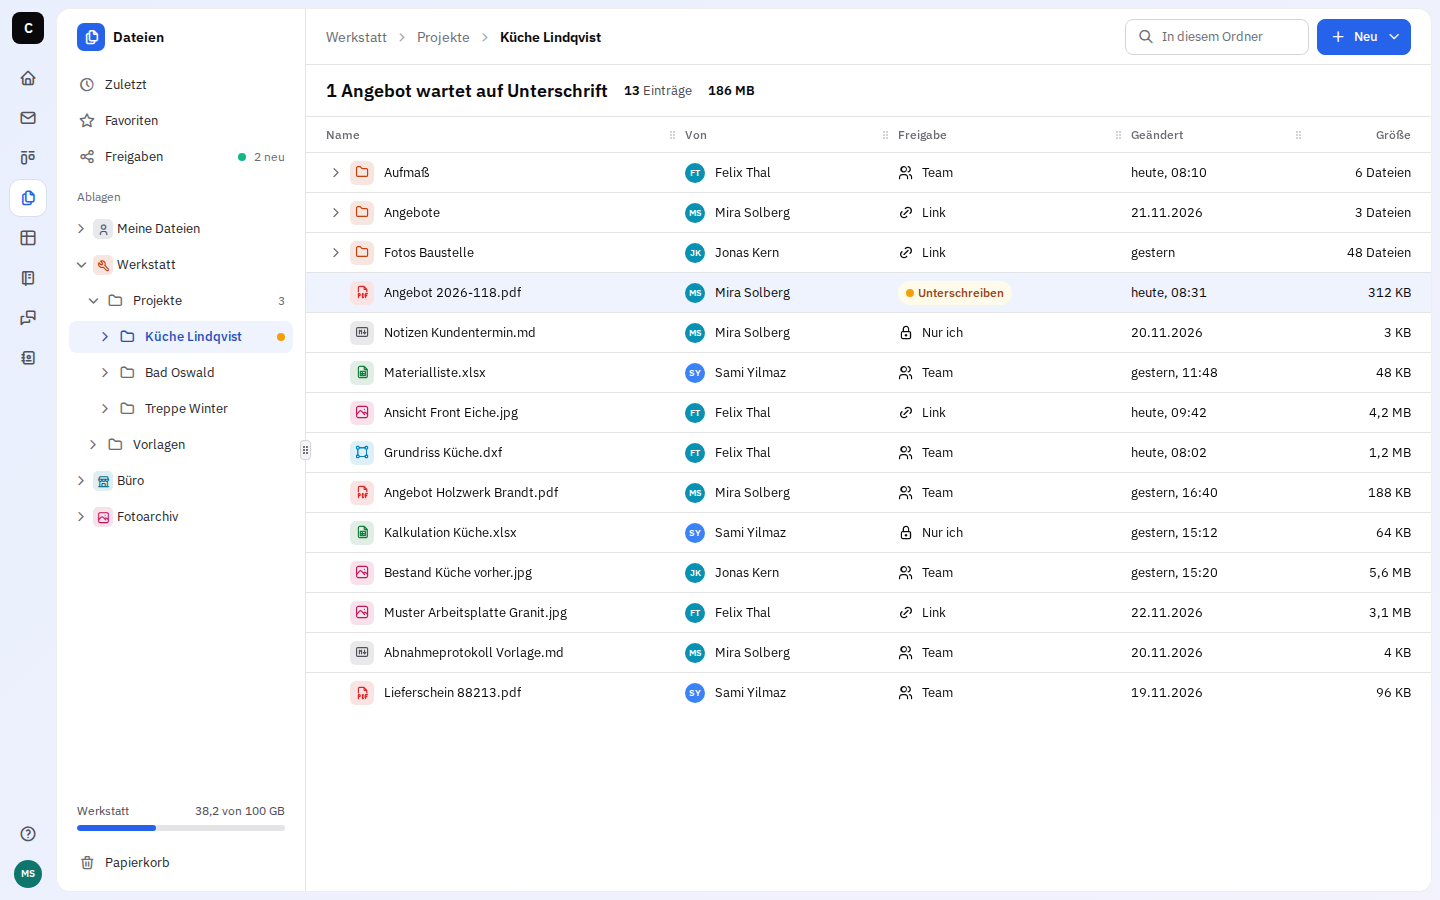 C
Dateien
Zuletzt
Favoriten
Freigaben 2 neu
Ablagen
Meine Dateien
Werkstatt
Projekte 3
Küche Lindqvist
Bad Oswald
Treppe Winter
Vorlagen
Büro
Fotoarchiv
Werkstatt 38,2 von 100 GB
Papierkorb
MS
Werkstatt Projekte Küche Lindqvist
In diesem Ordner
Neu
1 Angebot wartet auf Unterschrift 13 Einträge 186 MB
Name Von Freigabe Geändert Größe
Aufmaß FT Felix Thal Team heute, 08:10 6 Dateien
Angebote MS Mira Solberg Link 21.11.2026 3 Dateien
Fotos Baustelle JK Jonas Kern Link gestern 48 Dateien
Angebot 2026-118.pdf MS Mira Solberg Unterschreiben heute, 08:31 312 KB
Notizen Kundentermin.md MS Mira Solberg Nur ich 20.11.2026 3 KB
Materialliste.xlsx SY Sami Yilmaz Team gestern, 11:48 48 KB
Ansicht Front Eiche.jpg FT Felix Thal Link heute, 09:42 4,2 MB
Grundriss Küche.dxf FT Felix Thal Team heute, 08:02 1,2 MB
Angebot Holzwerk Brandt.pdf MS Mira Solberg Team gestern, 16:40 188 KB
Kalkulation Küche.xlsx SY Sami Yilmaz Nur ich gestern, 15:12 64 KB
Bestand Küche vorher.jpg JK Jonas Kern Team gestern, 15:20 5,6 MB
Muster Arbeitsplatte Granit.jpg FT Felix Thal Link 22.11.2026 3,1 MB
Abnahmeprotokoll Vorlage.md MS Mira Solberg Team 20.11.2026 4 KB
Lieferschein 88213.pdf SY Sami Yilmaz Team 19.11.2026 96 KB